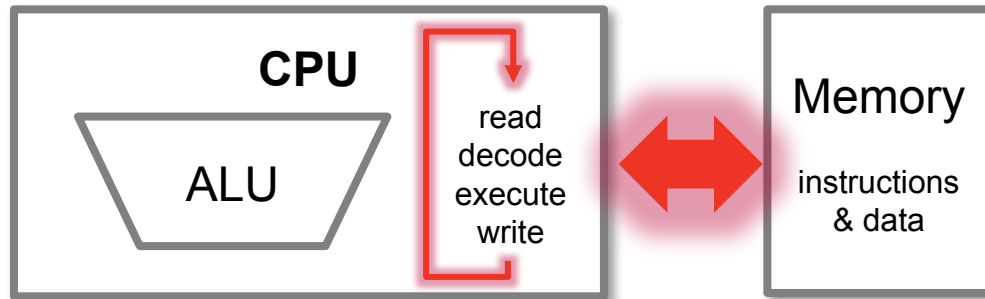 CPU
ALU
read
decode
execute
write
Memory
instructions
& data